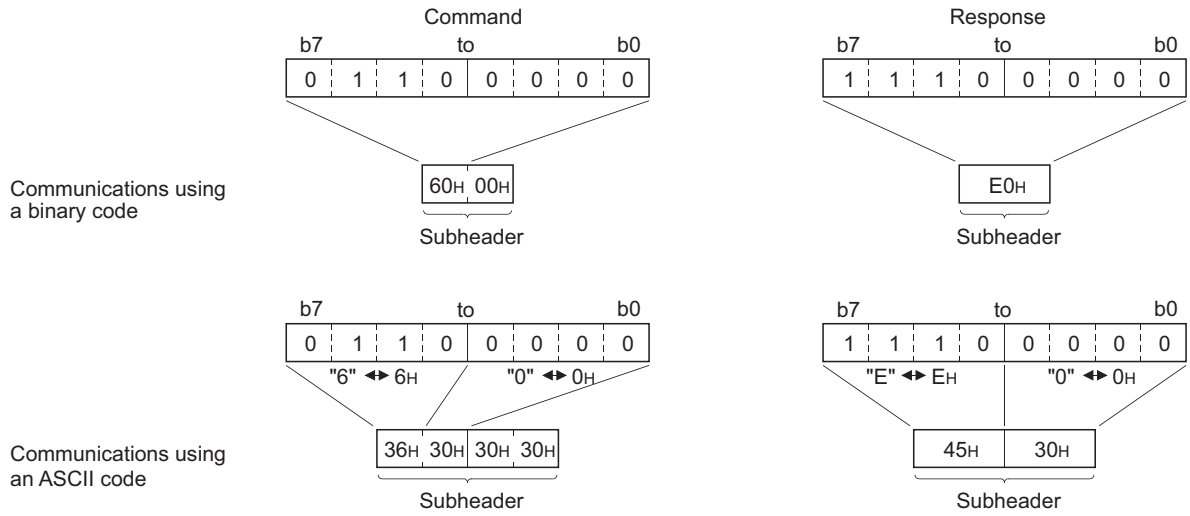 Command
b7 to b0
0 1 1 0 0 0 0 0
60H 00H
Subheader
Response
b7 to b0
1 1 1 0 0 0 0 0
E0H
Subheader
Communications using
a binary code
b7 to b0
0 1 1 0 0 0 0 0
"6" ↔ 6H "0" ↔ 0H
36H 30H 30H 30H
Subheader
b7 to b0
1 1 1 0 0 0 0 0
"E" ↔ EH "0" ↔ 0H
45H 30H
Subheader
Communications using
an ASCII code